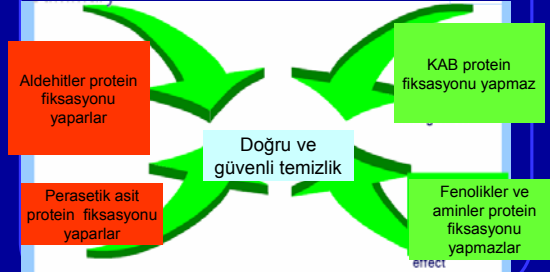 Aldehitler protein
fiksasyonu
yaparlar
KAB protein
fiksasyonu yapmaz
Doğru ve
güvenli temizlik
Perasetik asit
protein fiksasyonu
yaparlar
Fenolikler ve
aminler protein
fiksasyonu
yapmazlar
effect